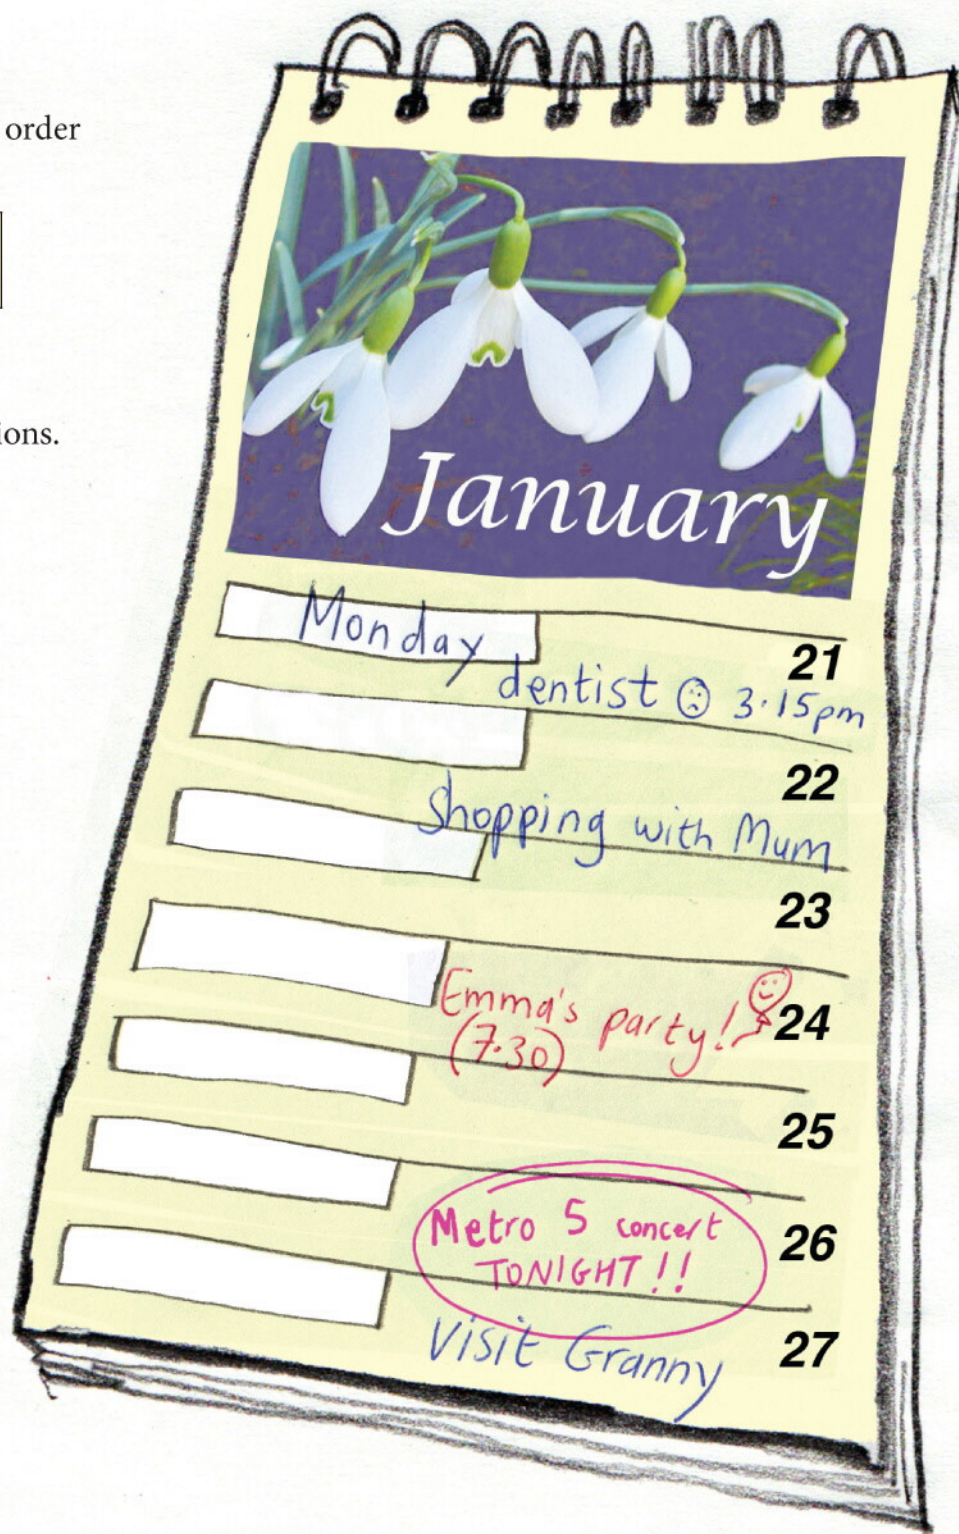 order
ions.
January
Monday
21
dentist 3.15pm
22
Shopping with Mum
23
Emma's party!
24
(7.30)
25
Metro 5 concert
26
TONIGHT!!
27
Visit Granny